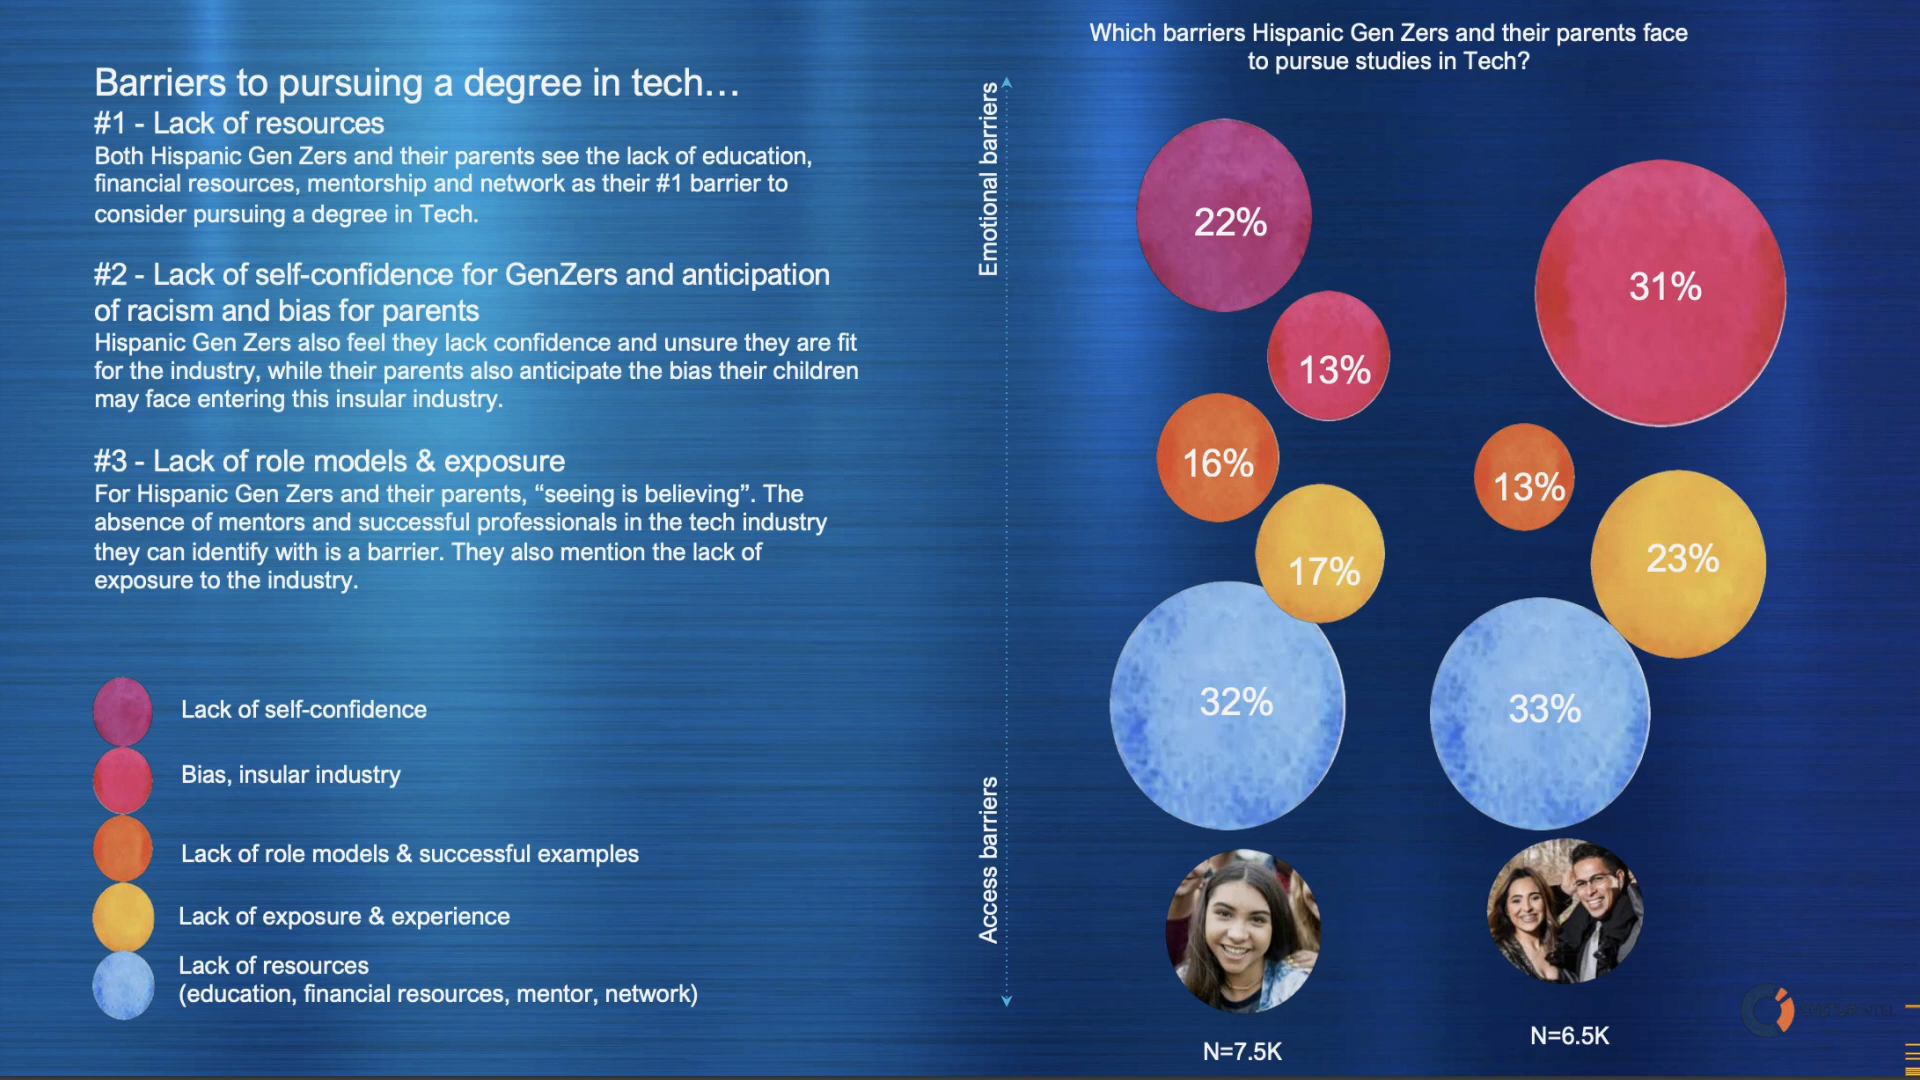 Barriers to pursuing a degree in tech…
#1 - Lack of resources
Both Hispanic Gen Zers and their parents see the lack of education,
financial resources, mentorship and network as their #1 barrier to
consider pursuing a degree in Tech.
#2 - Lack of self-confidence for GenZers and anticipation
of racism and bias for parents
Hispanic Gen Zers also feel they lack confidence and unsure they are fit
for the industry, while their parents also anticipate the bias their children
may face entering this insular industry.
#3 - Lack of role models & exposure
For Hispanic Gen Zers and their parents, “seeing is believing”. The
absence of mentors and successful professionals in the tech industry
they can identify with is a barrier. They also mention the lack of
exposure to the industry.
Lack of self-confidence
Bias, insular industry
Lack of role models & successful examples
Lack of exposure & experience
Lack of resources
(education, financial resources, mentor, network)
Which barriers Hispanic Gen Zers and their parents face
to pursue studies in Tech?
Emotional barriers
Access barriers
22%
13%
16%
17%
32%
N=7.5K
31%
13%
23%
33%
N=6.5K